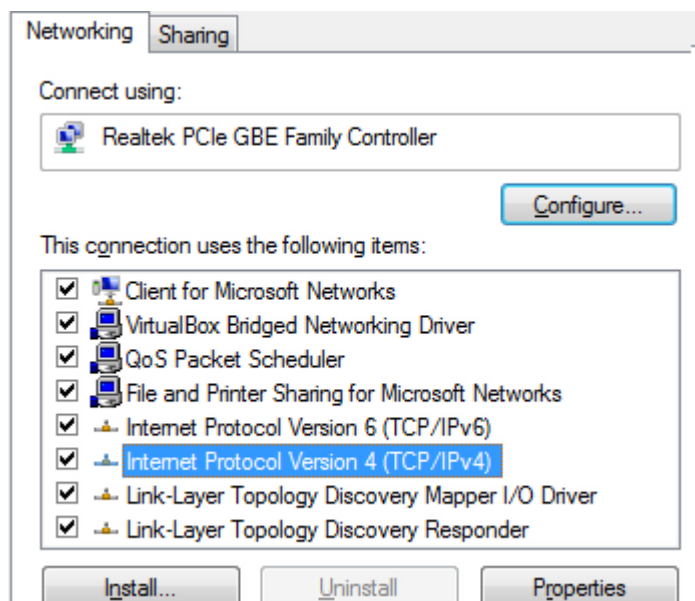 Networking Sharing
Connect using:
Realtek PCIe GBE Family Controller
Configure...
This connection uses the following items:
Client for Microsoft Networks
VirtualBox Bridged Networking Driver
QoS Packet Scheduler
File and Printer Sharing for Microsoft Networks
Internet Protocol Version 6 (TCP/IPv6)
Internet Protocol Version 4 (TCP/IPv4)
Link-Layer Topology Discovery Mapper I/O Driver
Link-Layer Topology Discovery Responder
Install... Uninstall Properties